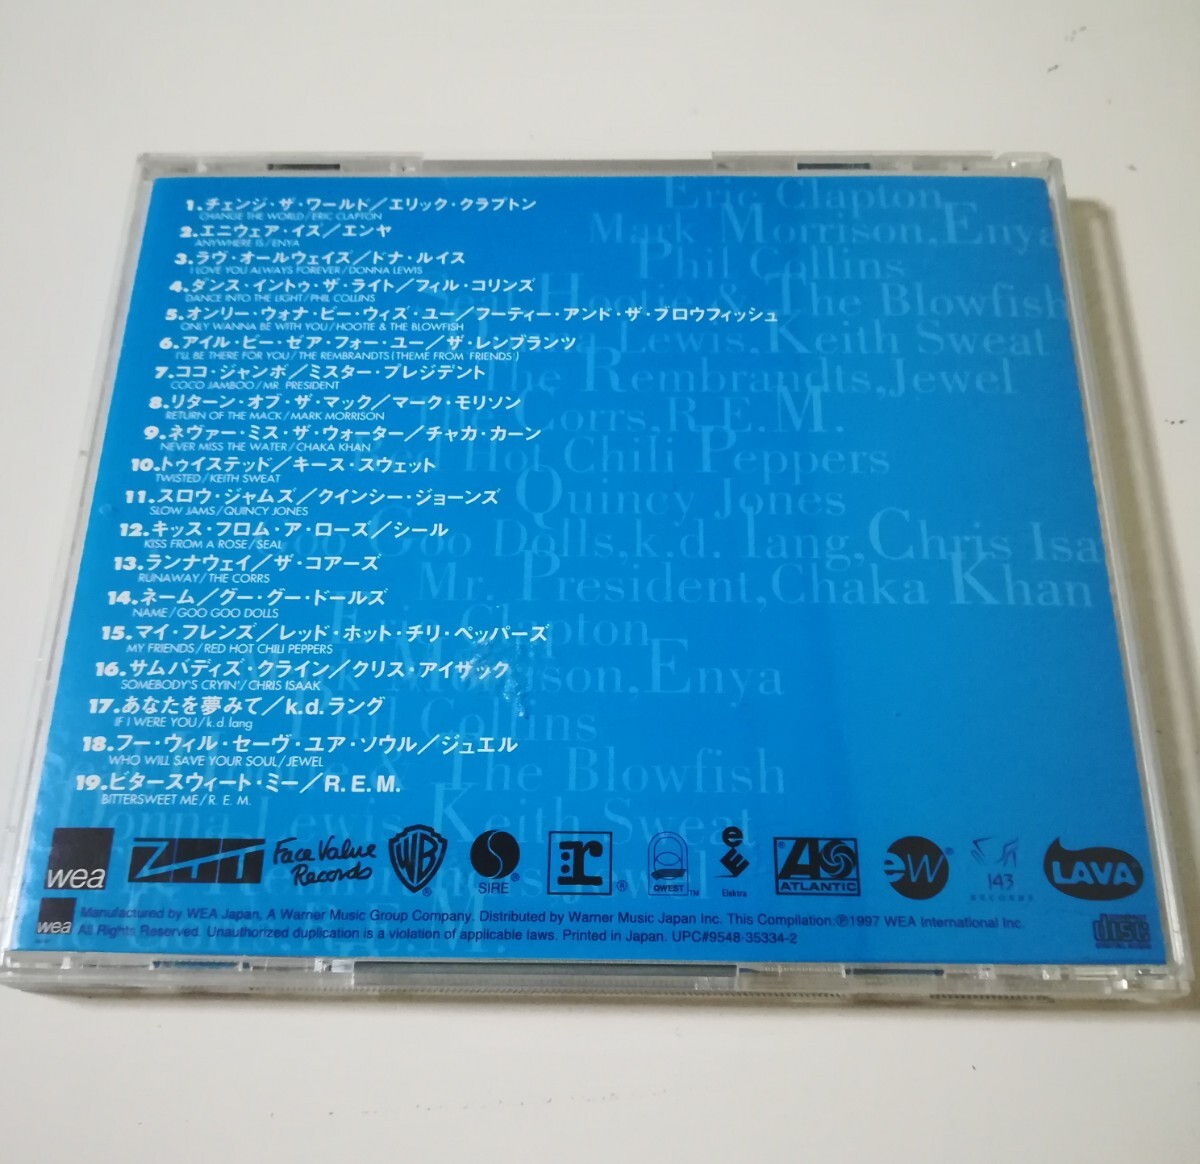 1.チェンジ・ザ・ワールド／エリック・クラプトン
CHANGE THE WORLD/ERIC CLAPTON
2.エニウェア・イズ／エンヤ
ANYWHERE IS/ENYA
3.ラヴ・オールウェイズ／ドナ・ルイス
I LOVE YOU ALWAYS FOREVER/DONNA LEWIS
4.ダンス・イントゥ・ザ・ライト／フィル・コリンズ
DANCE INTO THE LIGHT/PHIL COLLINS
5.オンリー・ウォナ・ビー・ウィズ・ユー／フーティー・アンド・ザ・ブロウフィッシュ
ONLY WANNA BE WITH YOU/HOOTIE & THE BLOWFISH
6.アイル・ビー・ゼア・フォー・ユー／ザ・レンブランツ
I'LL BE THERE FOR YOU/THE REMBRANDTS (THEME FROM FRIENDS)
7.ココ・ジャンボ／ミスター・プレジデント
COCO JAMBOO/MR. PRESIDENT
8.リターン・オブ・ザ・マック／マーク・モリソン
RETURN OF THE MACK/MARK MORRISON
9.ネヴァー・ミス・ザ・ウォーター／チャカ・カーン
NEVER MISS THE WATER/CHAKA KHAN
10.トゥイステッド／キース・スウェット
TWISTED/KEITH SWEAT
11.スロウ・ジャムズ／クインシー・ジョーンズ
SLOW JAMS/QUINCY JONES
12.キッス・フロム・ア・ローズ／シール
KISS FROM A ROSE/SEAL
13.ランナウェイ／ザ・コアーズ
RUNAWAY/THE CORRS
14.ネーム／グー・グー・ドールズ
NAME/GOO GOO DOLLS
15.マイ・フレンズ／レッド・ホット・チリ・ペッパーズ
MY FRIENDS/RED HOT CHILI PEPPERS
16.サムバディズ・クライン／クリス・アイザック
SOMEBODY'S CRYIN'/CHRIS ISAAK
17.あなたを夢みて／k.d.ラング
IF I WERE YOU/k.d.lang
18.フー・ウィル・セーヴ・ユア・ソウル／ジュエル
WHO WILL SAVE YOUR SOUL/JEWEL
19.ビタースウィート・ミー／R.E.M.
BITTERSWEET ME/R.E.M.
Eric Clapton
Mark Morrison, Enya
Phil Collins
Seal, Hootie & The Blowfish
Donna Lewis, Keith Sweat
The Rembrandts, Jewel
The Corrs, R.E.M.
Red Hot Chili Peppers
Quincy Jones
Goo Dolls, k.d. lang, Chris Isa
Mr. President, Chaka Khan
Eric Clapton
Mark Morrison, Enya
Phil Collins
& The Blowfish
Donna Lewis, Keith Sweat
Jewel
wea ZTT Face Value Records WB ® SIRE ® r ® QWEST ™ Elektra ATLANTIC ew ® 143 RECORDS LAVA
wea
Manufactured by WEA Japan, A Warner Music Group Company. Distributed by Warner Music Japan Inc. This Compilation ℗1997 WEA International Inc.
All Rights Reserved. Unauthorized duplication is a violation of applicable laws. Printed in Japan. UPC#9548-35334-2
disc